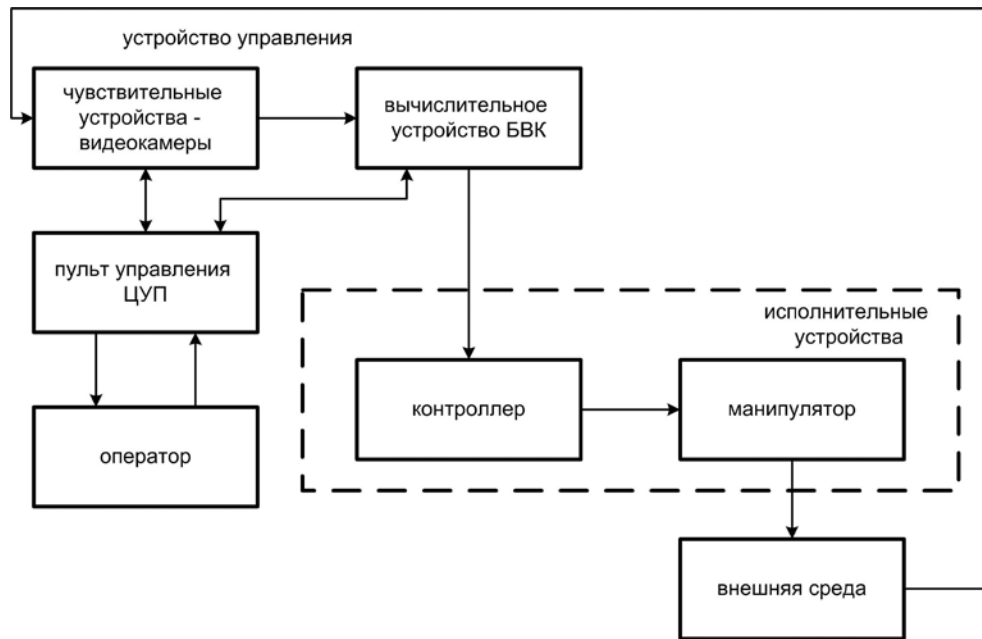 устройство управления
чувствительные
устройства -
видеокамеры
вычислительное
устройство БВК
пульт управления
ЦУП
исполнительные
устройства
контроллер
манипулятор
оператор
внешняя среда